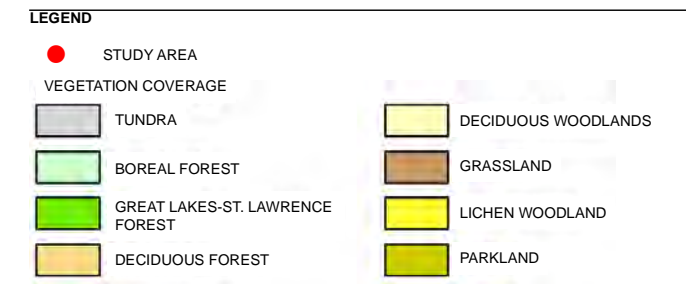 LEGEND
STUDY AREA
VEGETATION COVERAGE
TUNDRA
BOREAL FOREST
GREAT LAKES-ST. LAWRENCE
FOREST
DECIDUOUS FOREST
DECIDUOUS WOODLANDS
GRASSLAND
LICHEN WOODLAND
PARKLAND